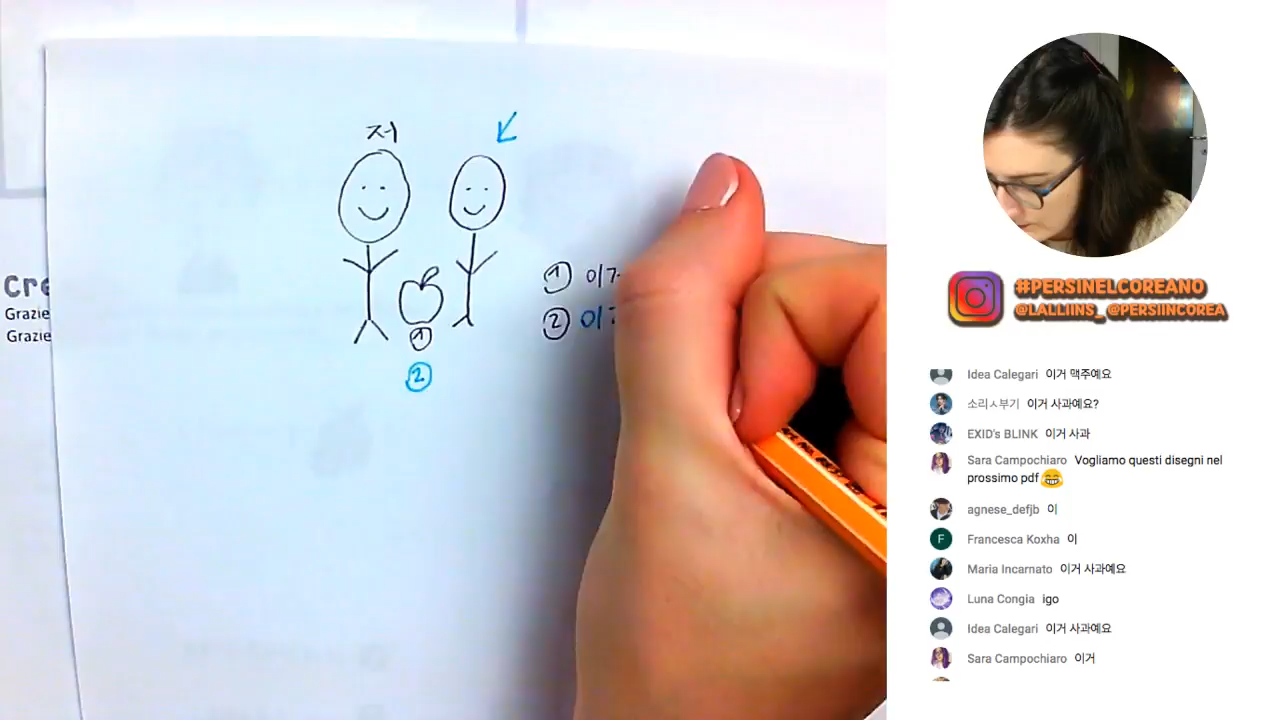 저
1
2
① 이거
② 이
Grazie
Grazie
#PERSINELCOREANO
@LALLIINS_ @PERSIINCOREA
Idea Calegari 이거 맥주예요
소리ㅅ부기 이거 사과예요?
EXID's BLINK 이거 사과
Sara Campochiaro Vogliamo questi disegni nel
prossimo pdf 😂
agnese_defjb 이
F Francesca Koxha 이
Maria Incarnato 이거 사과예요
Luna Congia igo
Idea Calegari 이거 사과예요
Sara Campochiaro 이거